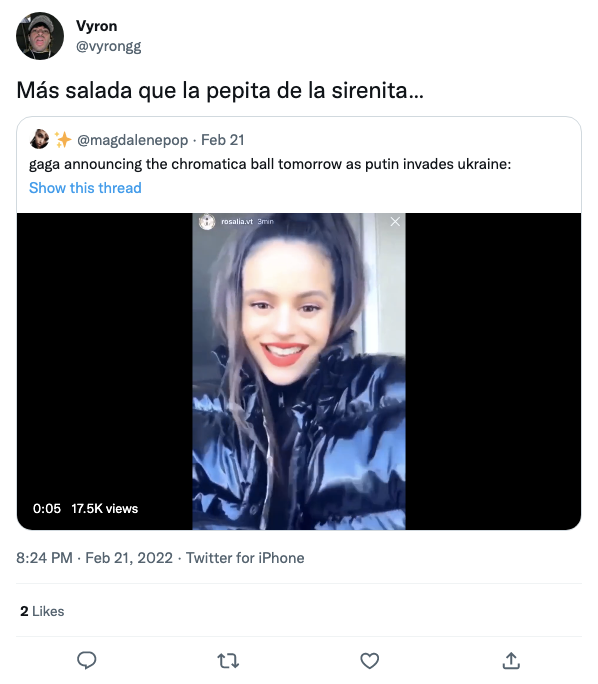 Vyron
@vyrongg
Más salada que la pepita de la sirenita...
@magdalenepop · Feb 21
gaga announcing the chromatica ball tomorrow as putin invades ukraine:
Show this thread
rosalia.vt 3min
0:05 17.5K views
8:24 PM · Feb 21, 2022 · Twitter for iPhone
2 Likes